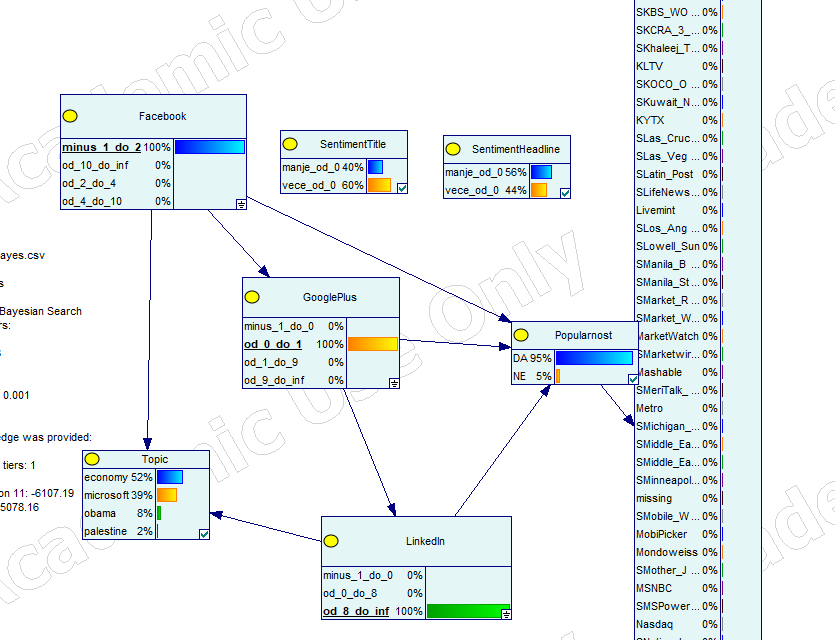 Facebook
minus_1_do_2 100%
od_10_do_inf 0%
od_2_do_4 0%
od_4_do_10 0%
SentimentTitle
manje_od_0 40%
vece_od_0 60%
SentimentHeadline
manje_od_0 56%
vece_od_0 44%
ayes.csv
s
Bayesian Search
rs:
0.001
edge was provided:
tiers: 1
on 11: -6107.19
5078.16
GooglePlus
minus_1_do_0 0%
od_0_do_1 100%
od_1_do_9 0%
od_9_do_inf 0%
Popularnost
DA 95%
NE 5%
Topic
economy 52%
microsoft 39%
obama 8%
palestine 2%
LinkedIn
minus_1_do_0 0%
od_0_do_8 0%
od_8_do_inf 100%
SKBS_WO ... 0%
SKCRA_3_... 0%
SKhaleej_T... 0%
KLTV 0%
SKOCO_O ... 0%
SKuwait_N... 0%
KYTX 0%
SLas_Cruc... 0%
SLas_Veg ... 0%
SLatin_Post 0%
SLifeNews... 0%
Livemint 0%
SLos_Ang ... 0%
SLowell_Sun 0%
SManila_B ... 0%
SManila_St... 0%
SMarket_R ... 0%
SMarket_W... 0%
MarketWatch 0%
SMarketwir... 0%
Mashable 0%
SMeriTalk_ ... 0%
Metro 0%
SMichigan_... 0%
SMiddle_Ea... 0%
SMiddle_Ea... 0%
SMinneapol... 0%
missing 0%
SMobile_W ... 0%
MobiPicker 0%
Mondoweiss 0%
SMother_J ... 0%
MSNBC 0%
SMSPower... 0%
Nasdaq 0%
Academic Use Only